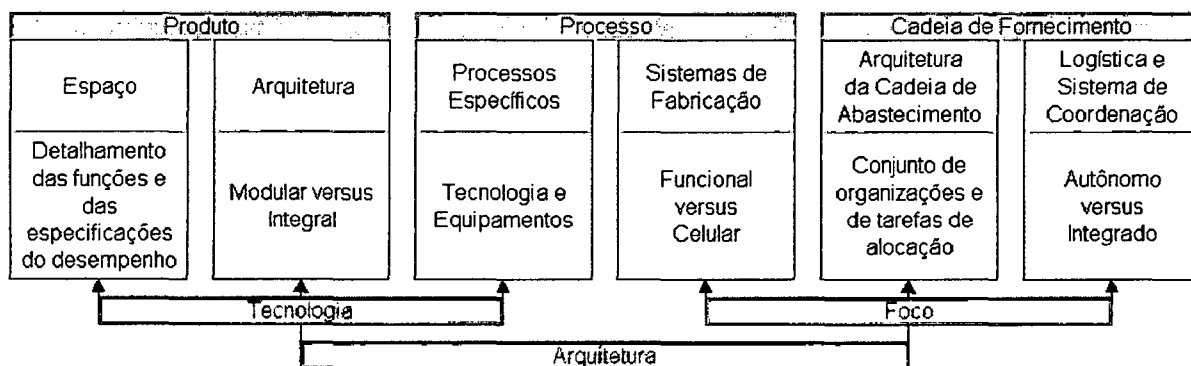 Produto
Espaço
Detalhamento
das funções e
das
especificações
do desempenho
Arquitetura
Modular versus
Integral
Processo
Processos
Específicos
Tecnologia e
Equipamentos
Sistemas de
Fabricação
Funcional
versus
Celular
Cadeia de Fornecimento
Arquitetura
da Cadeia de
Abastecimento
Conjunto de
organizações e
de tarefas de
alocação
Logística e
Sistema de
Coordenação
Autônomo
versus
Integrado
Tecnologia
Foco
Arquitetura